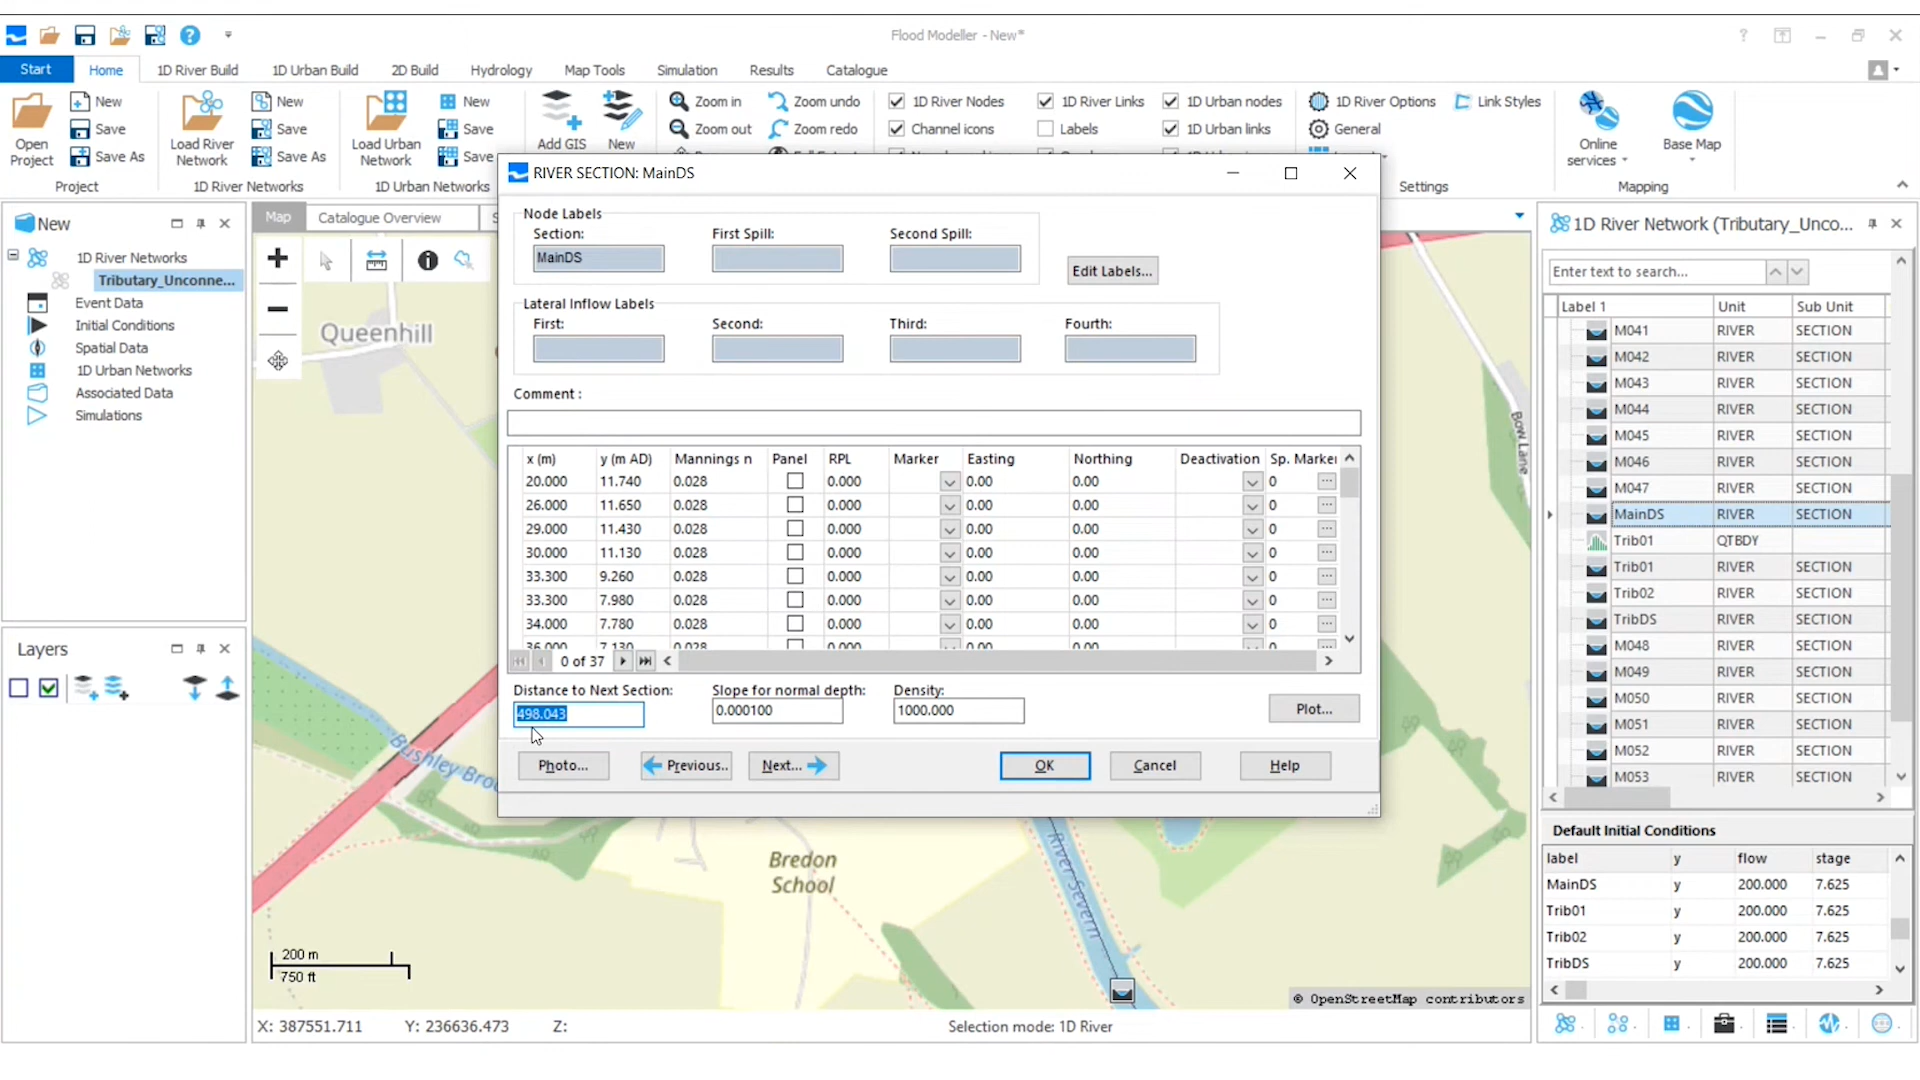 Flood Modeller - New*
Start Home 1D River Build 1D Urban Build 2D Build Hydrology Map Tools Simulation Results Catalogue
Open Project
New
Save
Save As
Project
Load River Network
New
Save
Save As
1D River Networks
Load Urban Network
New
Save
Save
1D Urban Networks
Add GIS
New
Zoom in
Zoom out
Zoom undo
Zoom redo
1D River Nodes
Channel icons
1D River Links
Labels
1D Urban nodes
1D Urban links
1D River Options
General
Link Styles
Settings
Online services
Base Map
Mapping
New
1D River Networks
Tributary_Unconne...
Event Data
Initial Conditions
Spatial Data
1D Urban Networks
Associated Data
Simulations
Layers
Map
Catalogue Overview
Queenhill
Bushley Bro
Bredon School
River Severn
Bow Lane
200 m
750 ft
© OpenStreetMap contributors
X: 387551.711 Y: 236636.473 Z:
Selection mode: 1D River
RIVER SECTION: MainDS
Node Labels
Section: First Spill: Second Spill:
MainDS
Edit Labels...
Lateral Inflow Labels
First: Second: Third: Fourth:
Comment :
x (m) y (m AD) Mannings n Panel RPL Marker Easting Northing Deactivation Sp. Marker
20.000 11.740 0.028 0.000 0.00 0.00 0 ...
26.000 11.650 0.028 0.000 0.00 0.00 0 ...
29.000 11.430 0.028 0.000 0.00 0.00 0 ...
30.000 11.130 0.028 0.000 0.00 0.00 0 ...
33.300 9.260 0.028 0.000 0.00 0.00 0 ...
33.300 7.980 0.028 0.000 0.00 0.00 0 ...
34.000 7.780 0.028 0.000 0.00 0.00 0 ...
36.000 7.130 0.028 0.000 0.00 0.00 0
0 of 37
Distance to Next Section: Slope for normal depth: Density:
498.043 0.000100 1000.000
Plot...
Photo... Previous.. Next... OK Cancel Help
1D River Network (Tributary_Unco...
Enter text to search...
Label 1 Unit Sub Unit
M041 RIVER SECTION
M042 RIVER SECTION
M043 RIVER SECTION
M044 RIVER SECTION
M045 RIVER SECTION
M046 RIVER SECTION
M047 RIVER SECTION
MainDS RIVER SECTION
Trib01 QTBDY
Trib01 RIVER SECTION
Trib02 RIVER SECTION
TribDS RIVER SECTION
M048 RIVER SECTION
M049 RIVER SECTION
M050 RIVER SECTION
M051 RIVER SECTION
M052 RIVER SECTION
M053 RIVER SECTION
Default Initial Conditions
label y flow stage
MainDS y 200.000 7.625
Trib01 y 200.000 7.625
Trib02 y 200.000 7.625
TribDS y 200.000 7.625